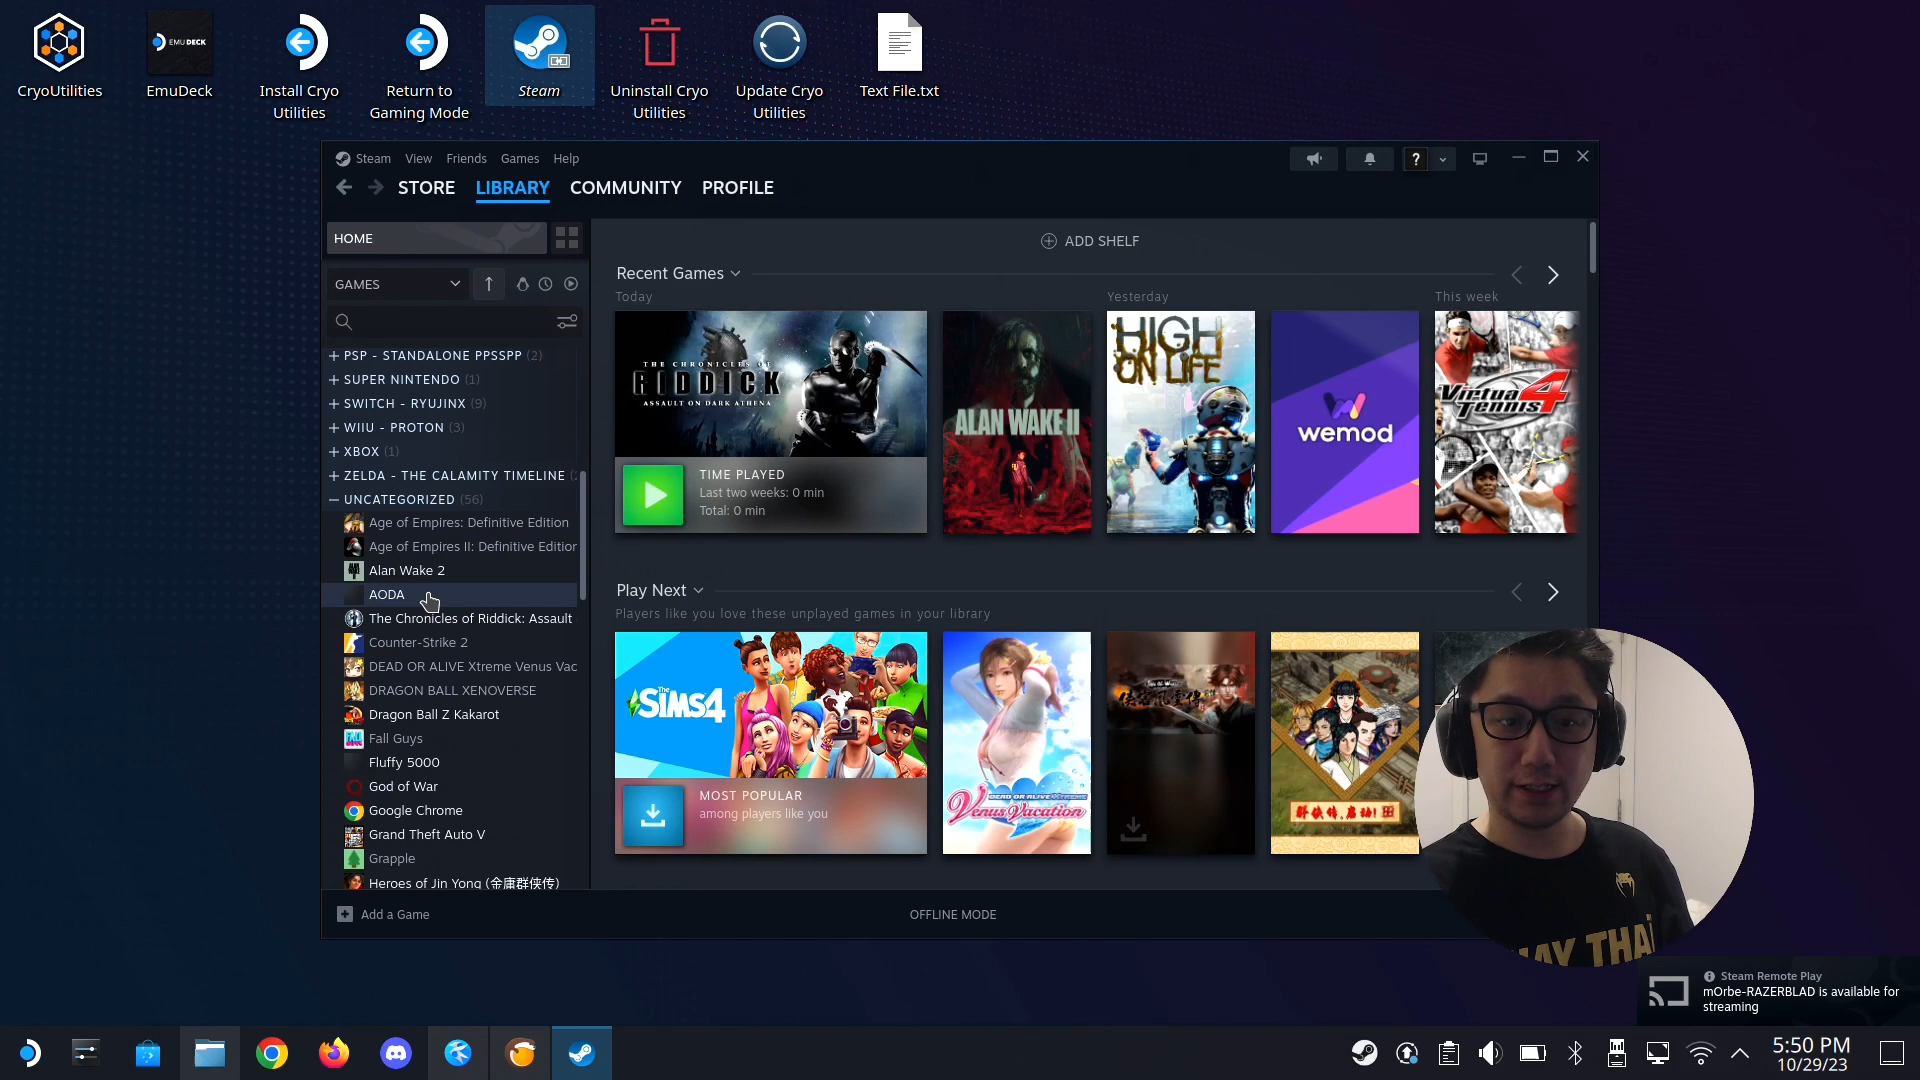 CryoUtilities
EMUDECK
EmuDeck
Install Cryo
Utilities
Return to
Gaming Mode
Steam
Uninstall Cryo
Utilities
Update Cryo
Utilities
Text File.txt
Steam View Friends Games Help
?
STORE LIBRARY COMMUNITY PROFILE
HOME
ADD SHELF
GAMES
Recent Games
Today
Yesterday
This week
PSP - STANDALONE PPSSPP (2)
SUPER NINTENDO (1)
SWITCH - RYUJINX (9)
WIIU - PROTON (3)
XBOX (1)
ZELDA - THE CALAMITY TIMELINE
UNCATEGORIZED (56)
Age of Empires: Definitive Edition
Age of Empires II: Definitive Edition
Alan Wake 2
AODA
The Chronicles of Riddick: Assault
Counter-Strike 2
DEAD OR ALIVE Xtreme Venus Vac
DRAGON BALL XENOVERSE
Dragon Ball Z Kakarot
Fall Guys
Fluffy 5000
God of War
Google Chrome
Grand Theft Auto V
Grapple
Heroes of Jin Yong (金庸群侠传)
THE CHRONICLES OF
RIDDICK
ASSAULT ON DARK ATHENA
TIME PLAYED
Last two weeks: 0 min
Total: 0 min
ALAN WAKE II
HIGH
ON LIFE
wemod
Virtua
Tennis 4
Play Next
Players like you love these unplayed games in your library
The
SIMS4
MOST POPULAR
among players like you
DEAD OR ALIVE XTREME
Venus Vacation
群侠传,启动!
Add a Game
OFFLINE MODE
MUAY THAI
Steam Remote Play
mOrbe-RAZERBLAD is available for
streaming
5:50 PM
10/29/23